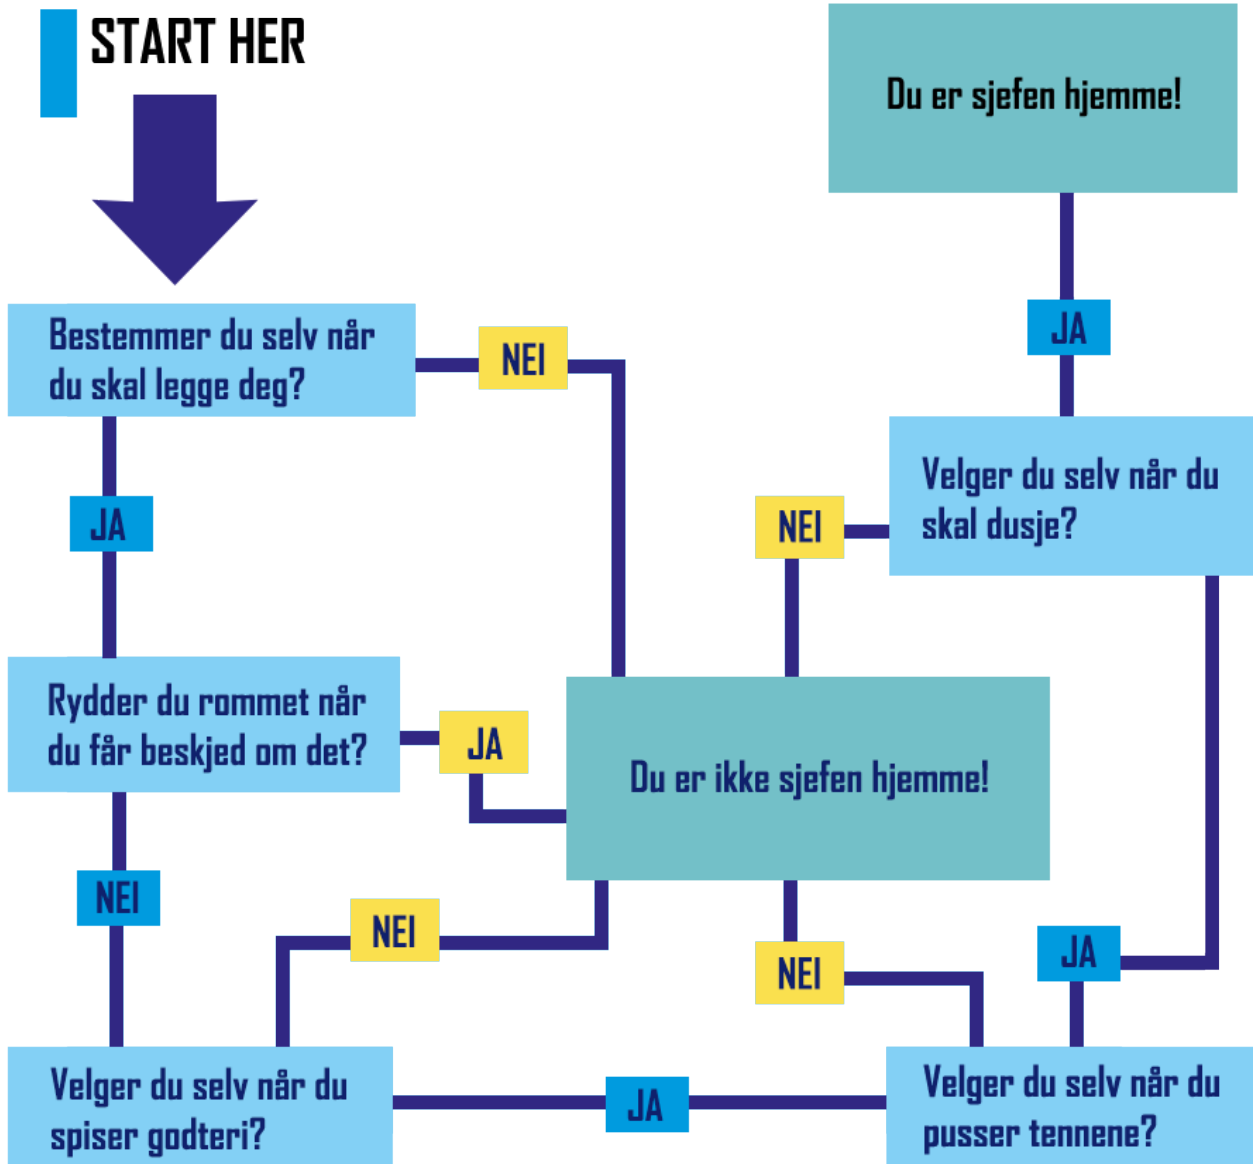 START HER
Du er sjefen hjemme!
Bestemmer du selv når
du skal legge deg?
NEI
JA
JA
Velger du selv når du
skal dusje?
NEI
Rydder du rommet når
du får beskjed om det?
JA
Du er ikke sjefen hjemme!
NEI
NEI
NEI
JA
Velger du selv når du
spiser godteri?
JA
Velger du selv når du
pusser tennene?